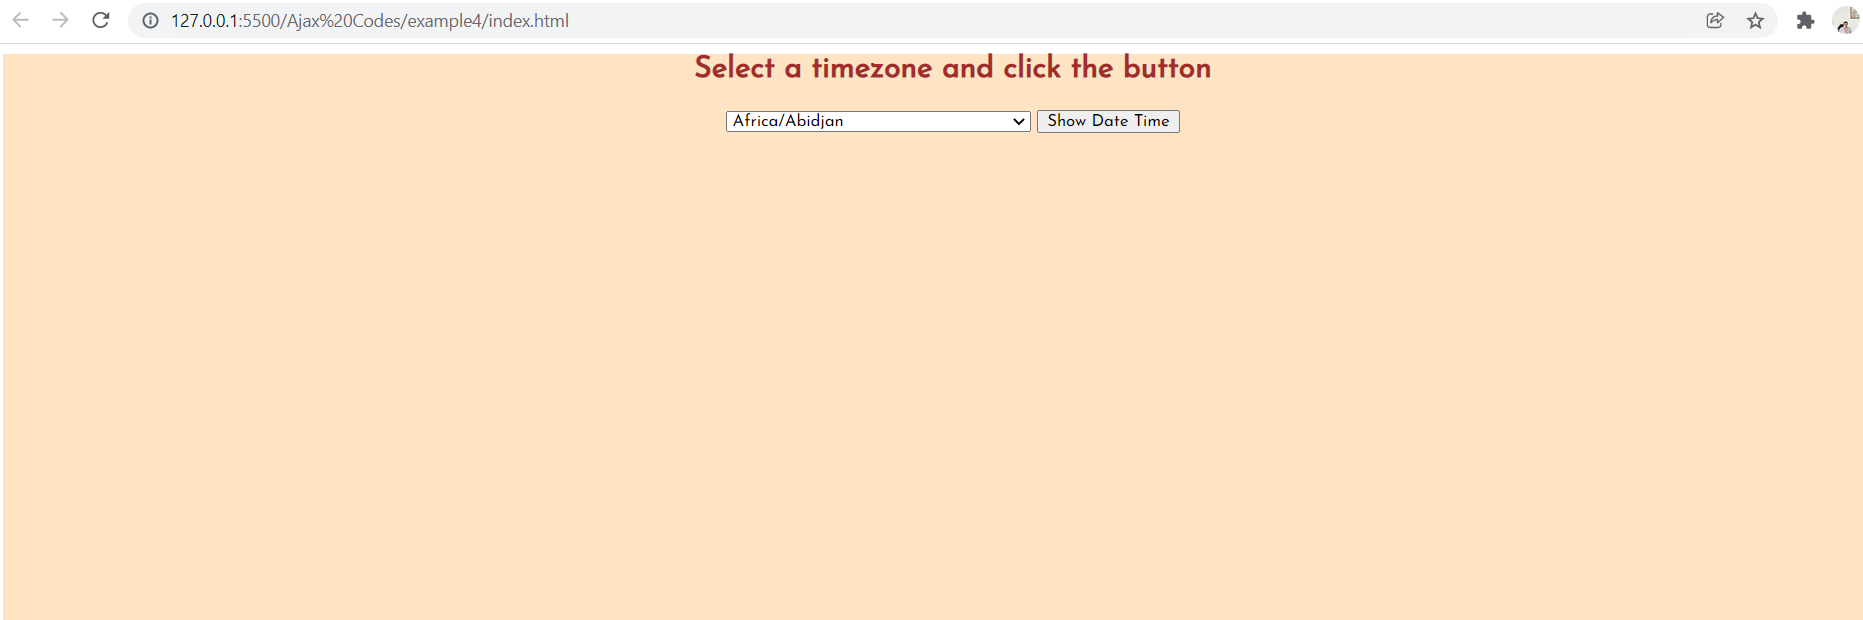 127.0.0.1:5500/Ajax%20Codes/example4/index.html
Select a timezone and click the button
Africa/Abidjan Show Date Time